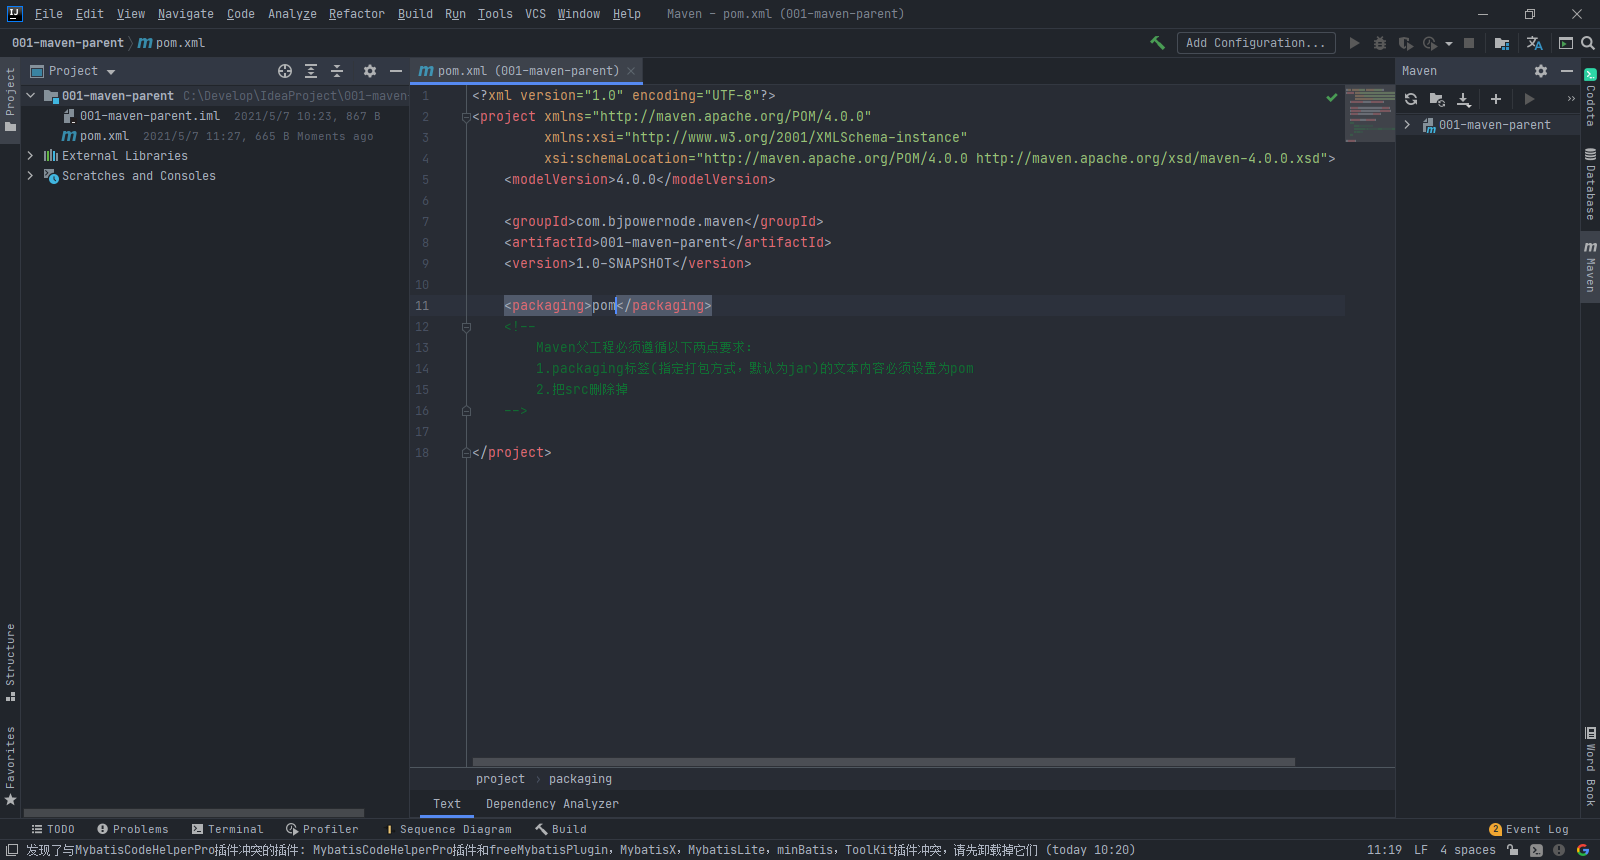 File Edit View Navigate Code Analyze Refactor Build Run Tools VCS Window Help Maven - pom.xml (001-maven-parent)
001-maven-parent pom.xml
Add Configuration...
Project
Project
001-maven-parent C:\Develop\IdeaProject\001-maven-
001-maven-parent.iml 2021/5/7 10:23, 867 B
pom.xml 2021/5/7 11:27, 665 B Moments ago
External Libraries
Scratches and Consoles
Structure
Favorites
pom.xml (001-maven-parent)
1 <?xml version="1.0" encoding="UTF-8"?>
2 <project xmlns="http://maven.apache.org/POM/4.0.0"
3 xmlns:xsi="http://www.w3.org/2001/XMLSchema-instance"
4 xsi:schemaLocation="http://maven.apache.org/POM/4.0.0 http://maven.apache.org/xsd/maven-4.0.0.xsd">
5 <modelVersion>4.0.0</modelVersion>
6
7 <groupId>com.bjpowernode.maven</groupId>
8 <artifactId>001-maven-parent</artifactId>
9 <version>1.0-SNAPSHOT</version>
10
11 <packaging>pom</packaging>
12 <!--
13 Maven父工程必须遵循以下两点要求:
14 1.packaging标签(指定打包方式,默认为jar)的文本内容必须设置为pom
15 2.把src删除掉
16 -->
17
18 </project>
project › packaging
Text Dependency Analyzer
Maven
001-maven-parent
Codota
Database
Maven
Word Book
TODO Problems Terminal Profiler Sequence Diagram Build
2 Event Log
发现了与MybatisCodeHelperPro插件冲突的插件: MybatisCodeHelperPro插件和freeMybatisPlugin, MybatisX, MybatisLite, minBatis, ToolKit插件冲突,请先卸载掉它们 (today 10:20)
11:19 LF 4 spaces